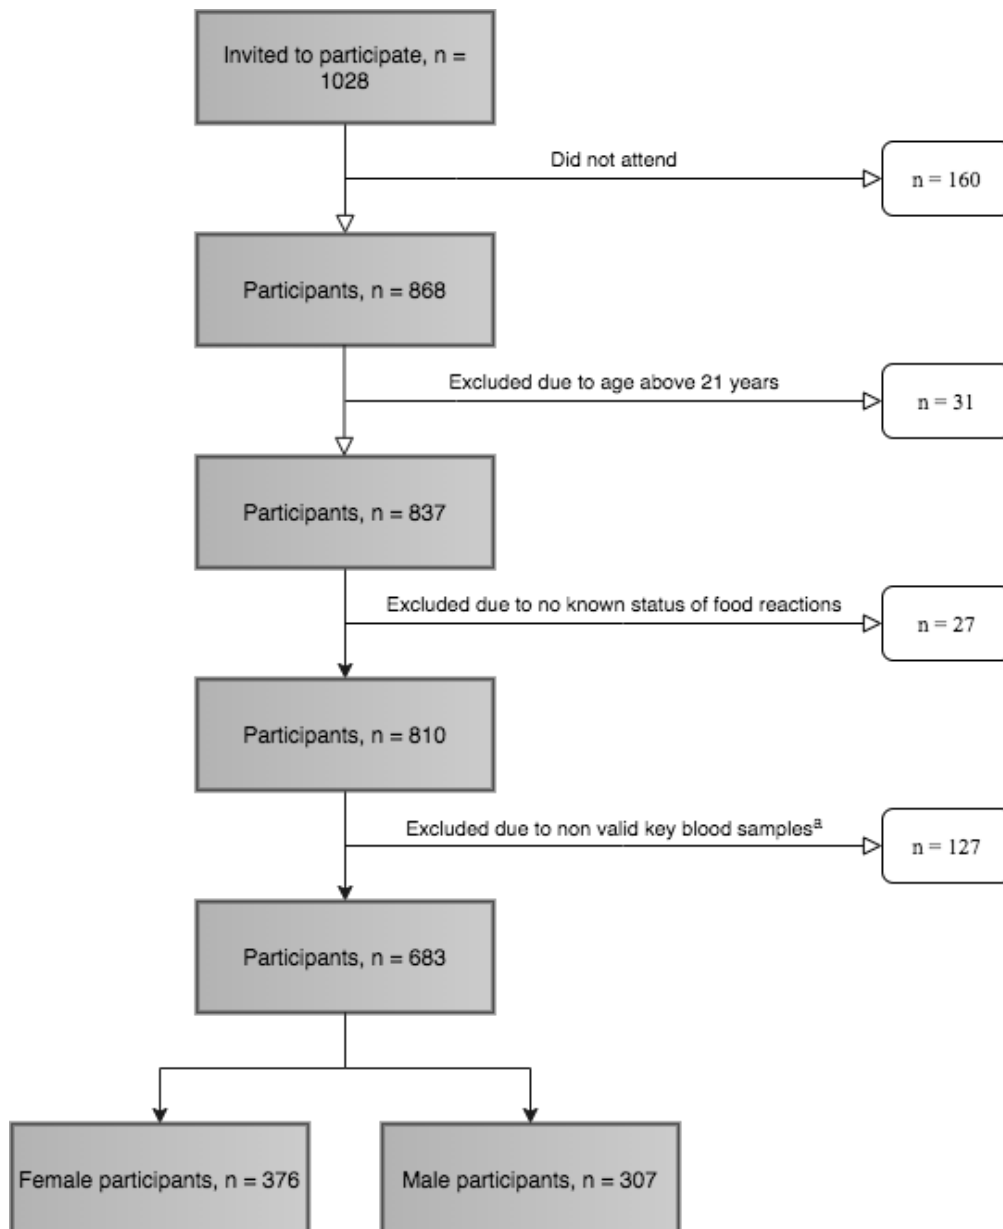 Invited to participate, n =
1028
Did not attend
n = 160
Participants, n = 868
Excluded due to age above 21 years
n = 31
Participants, n = 837
Excluded due to no known status of food reactions
n = 27
Participants, n = 810
Excluded due to non valid key blood samplesª
n = 127
Participants, n = 683
Female participants, n = 376
Male participants, n = 307